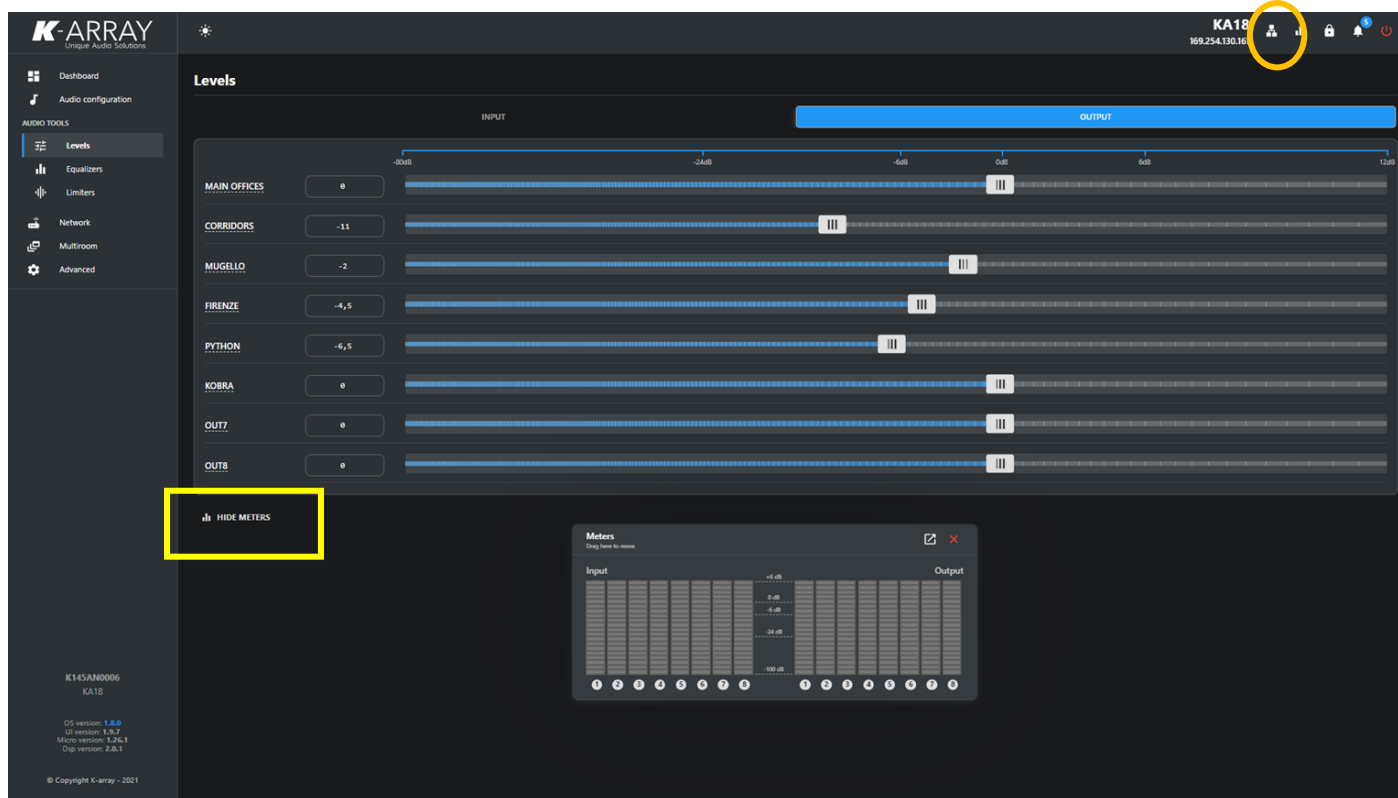 K-ARRAY
Unique Audio Solutions
KA18
169.254.130.16
5
Dashboard
Audio configuration
AUDIO TOOLS
Levels
Equalizers
Limiters
Network
Multiroom
Advanced
K145AN0006
KA18
OS version: 1.8.0
UI version: 1.9.7
Micro version: 1.26.1
Dsp version: 2.0.1
© Copyright K-array - 2021
Levels
INPUT OUTPUT
-80dB -24dB -6dB 0dB 6dB 12dB
MAIN OFFICES 0
CORRIDORS -11
MUGELLO -2
FIRENZE -4,5
PYTHON -6,5
KOBRA 0
OUT7 0
OUT8 0
HIDE METERS
Meters
Drag here to move
Input Output
+6 dB
0 dB
-6 dB
-24 dB
-100 dB
1 2 3 4 5 6 7 8 1 2 3 4 5 6 7 8